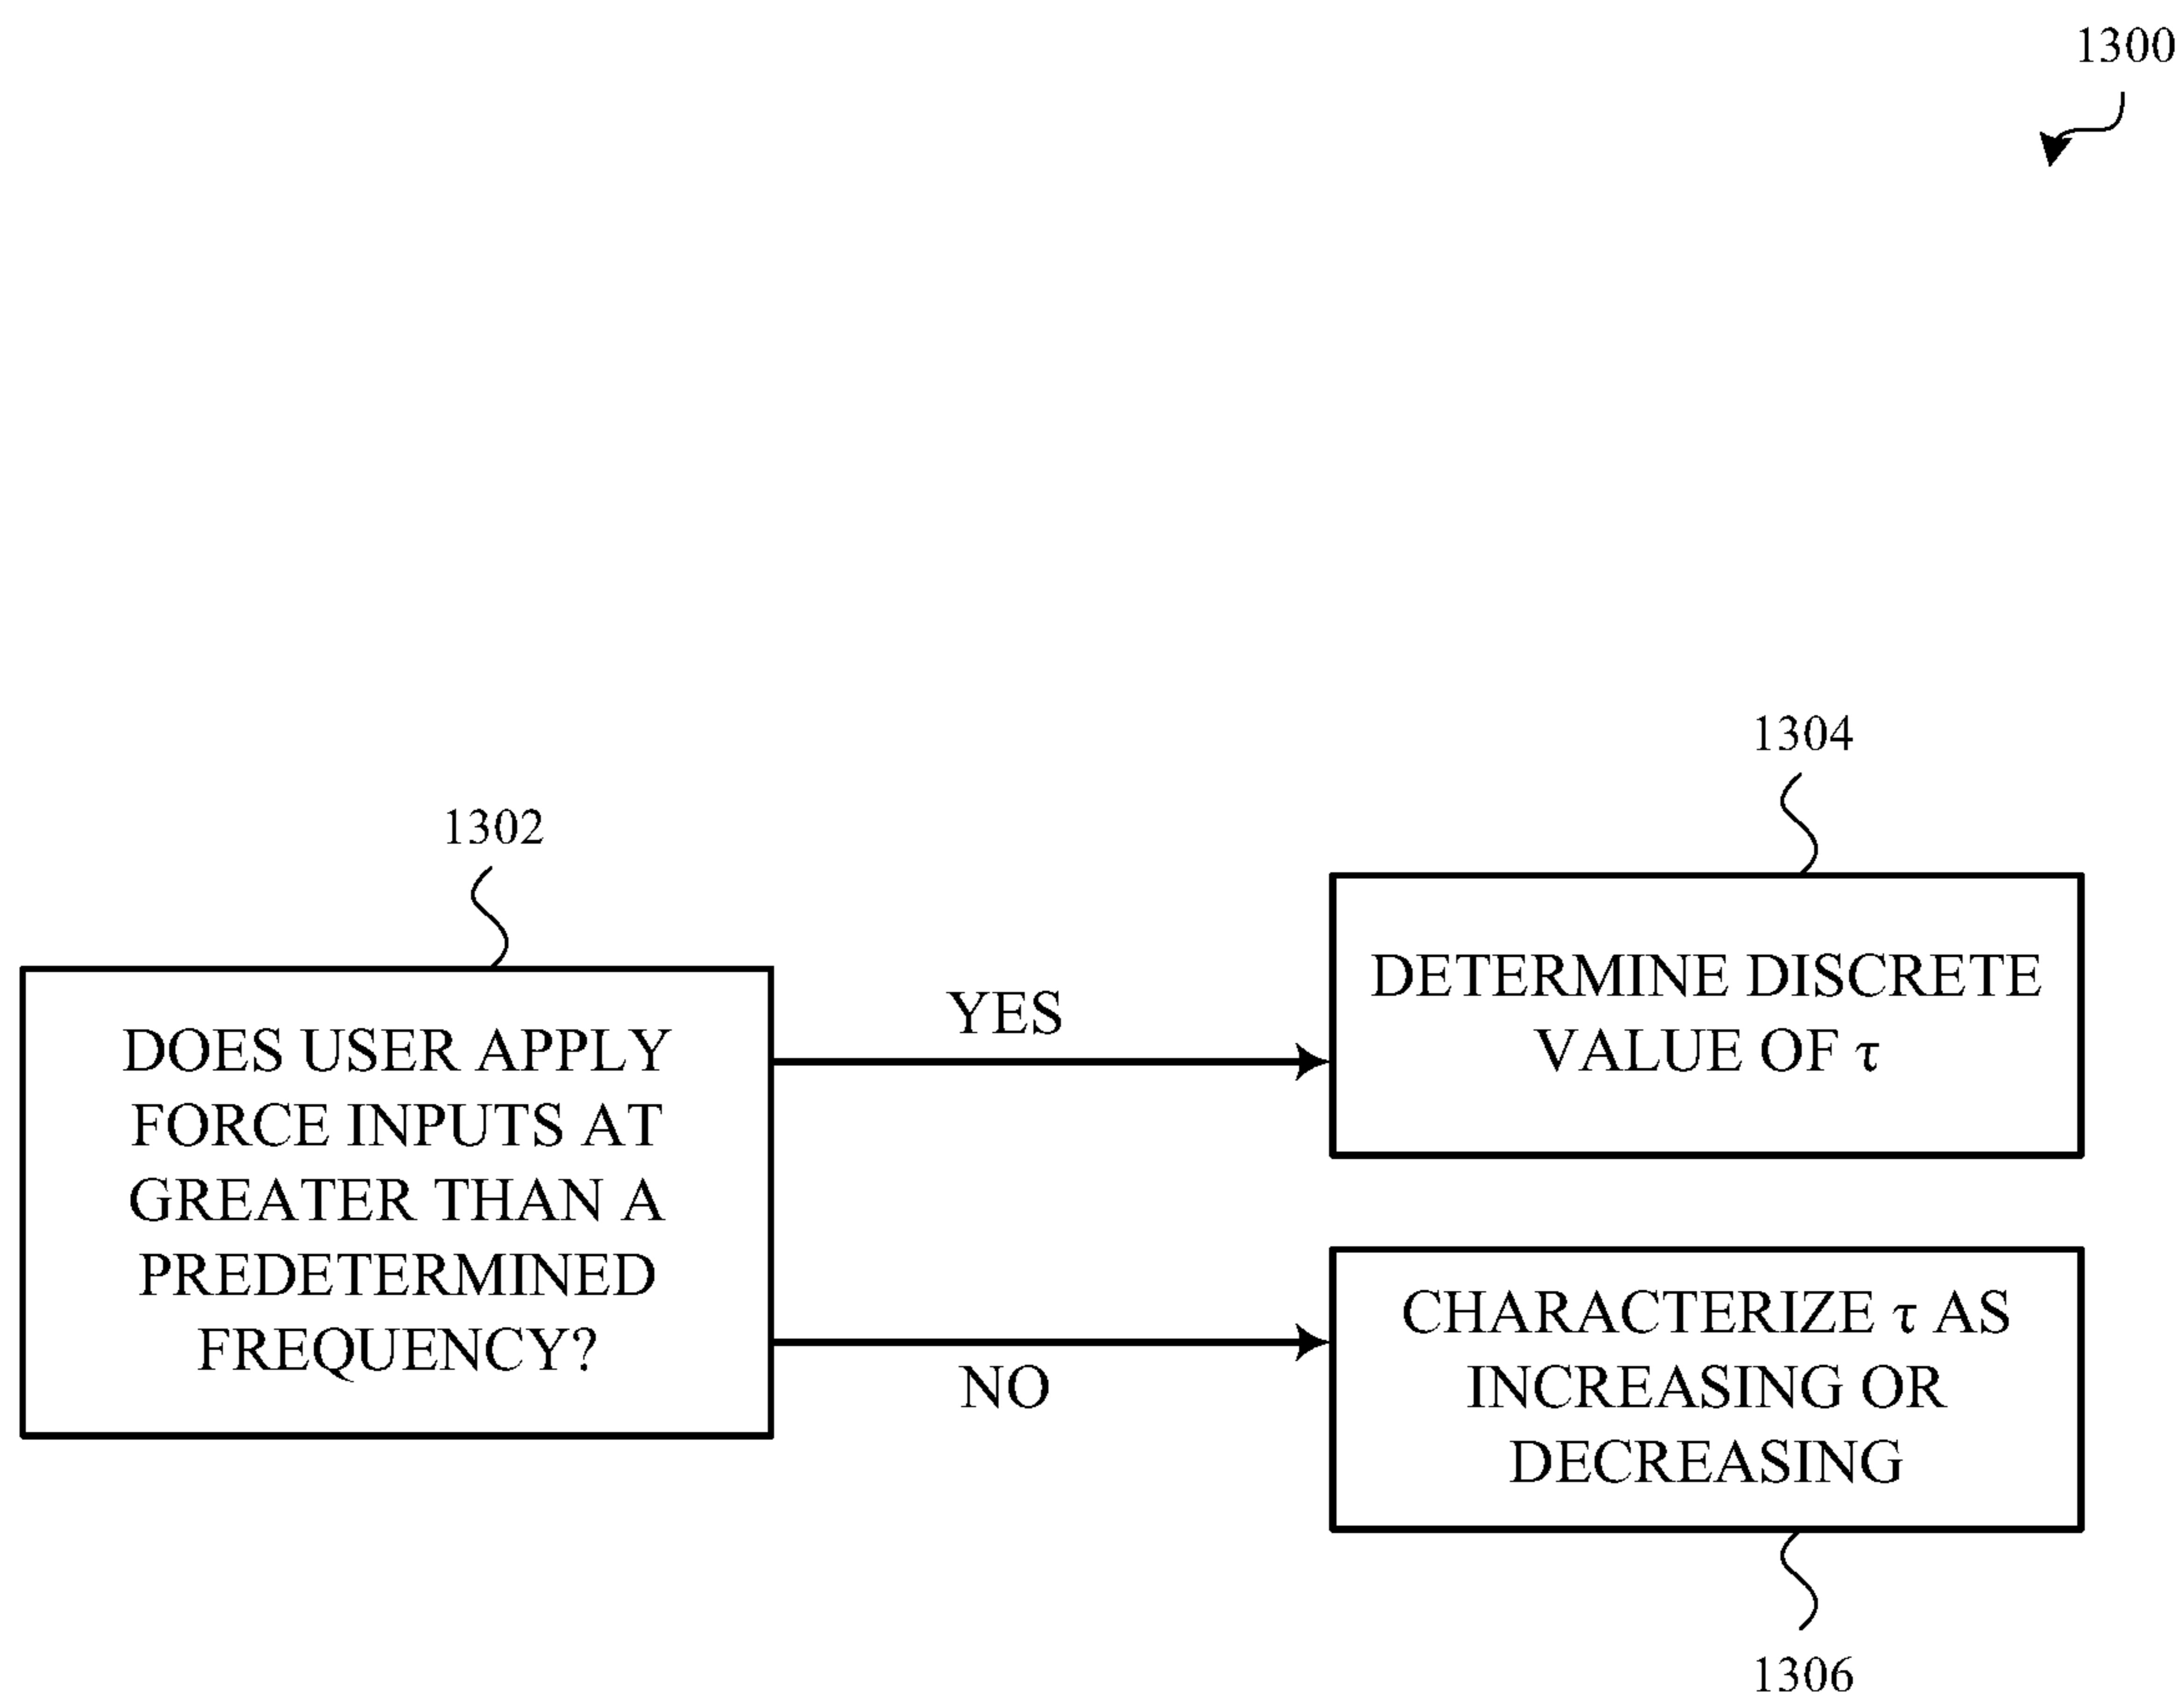 1300
1304
1302
DOES USER APPLY
FORCE INPUTS AT
GREATER THAN A
PREDETERMINED
FREQUENCY?
YES
NO
DETERMINE DISCRETE
VALUE OF τ
CHARACTERIZE τ AS
INCREASING OR
DECREASING
1306